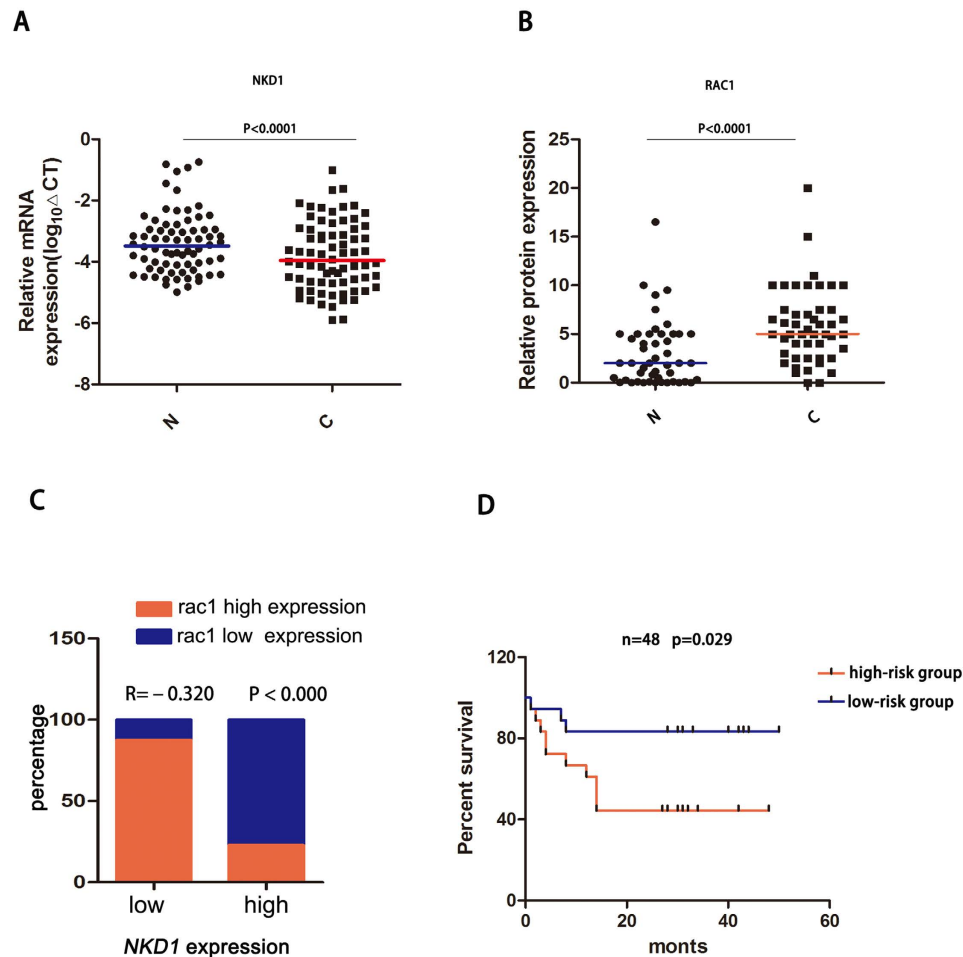 A
NKD1
P<0.0001
Relative mRNA
expression(log10△CT)
0
-2
-4
-6
-8
N
C
B
RAC1
P<0.0001
Relative protein expression
25
20
15
10
5
0
N
C
C
rac1 high expression
rac1 low expression
R= – 0.320
P < 0.000
percentage
150
100
50
0
low
high
NKD1 expression
D
n=48 p=0.029
high-risk group
low-risk group
Percent survival
120
80
40
0
0
20
40
60
monts